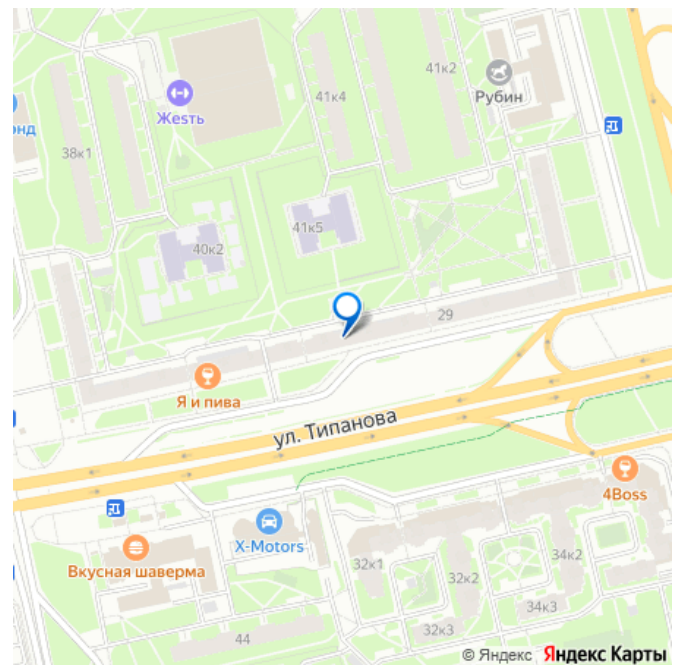 41к2
Рубин
41к4
Жесть
онд
38к1
41к5
40к2
29
Я и пива
ул. Типанова
4Boss
X-Motors
Вкусная шаверма
32к1
34к2
32к2
34к3
32к3
44
© Яндекс Яндекс Карты